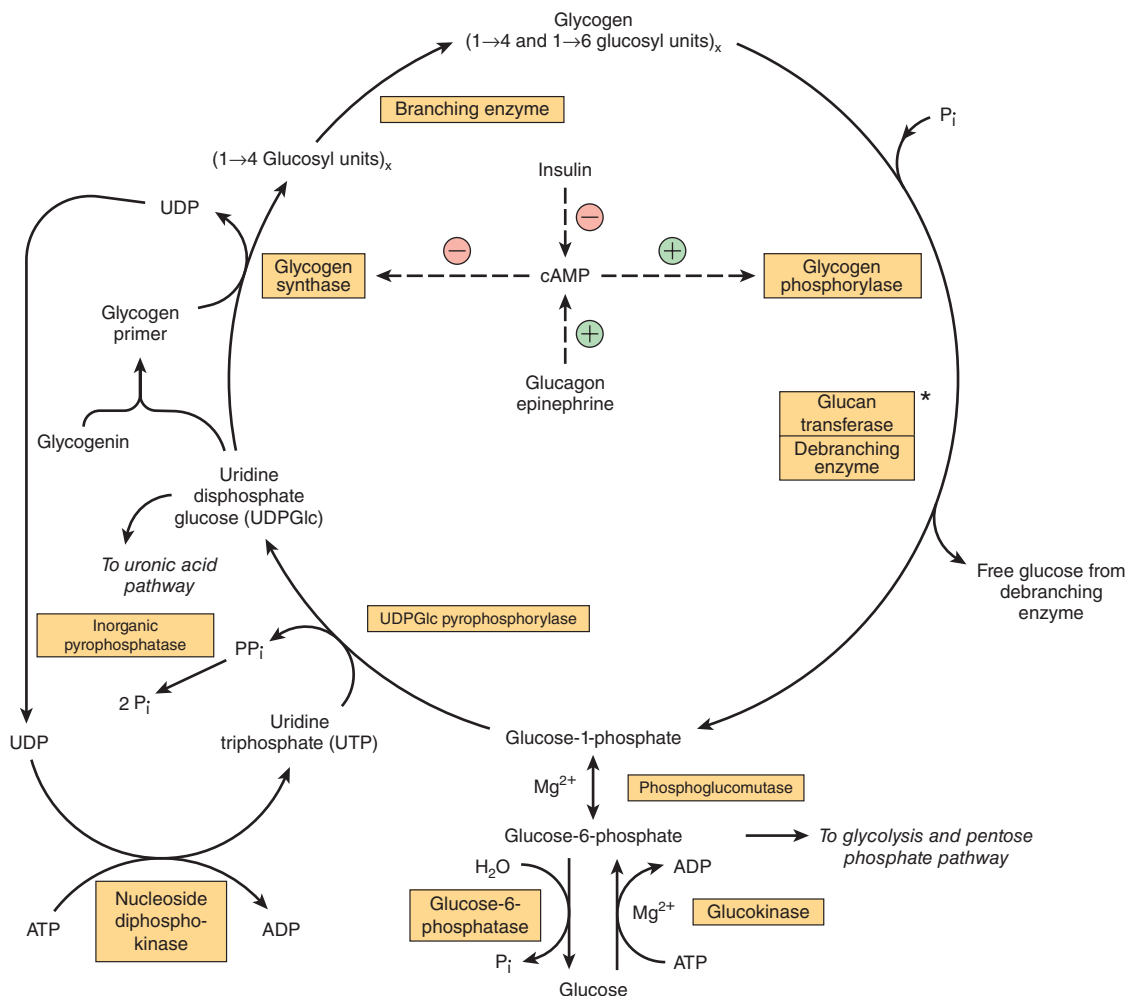 Glycogen
(1→4 and 1→6 glucosyl units)x
Branching enzyme
Pi
(1→4 Glucosyl units)x
Insulin
−
UDP
−
+
Glycogen
synthase
cAMP
Glycogen
phosphorylase
Glycogen
primer
+
Glucagon
epinephrine
Glucan
transferase
*
Debranching
enzyme
Glycogenin
Uridine
disphosphate
glucose (UDPGlc)
To uronic acid
pathway
Free glucose from
debranching
enzyme
Inorganic
pyrophosphatase
UDPGlc pyrophosphorylase
PPi
2 Pi
UDP
Uridine
triphosphate (UTP)
Glucose-1-phosphate
Mg2+
Phosphoglucomutase
Glucose-6-phosphate
To glycolysis and pentose
phosphate pathway
H2O
ADP
Glucose-6-
phosphatase
Mg2+
Glucokinase
Nucleoside
diphospho-
kinase
ATP
ADP
Pi
ATP
Glucose